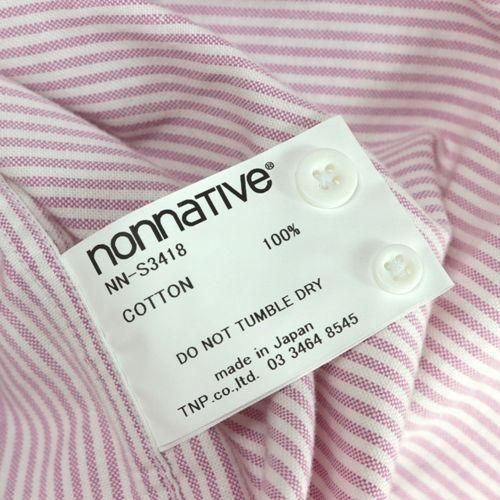 nonnaTIVe®
NN-S3418
COTTON 100%
DO NOT TUMBLE DRY
made in Japan
TNP.co,ltd. 03 3464 8545